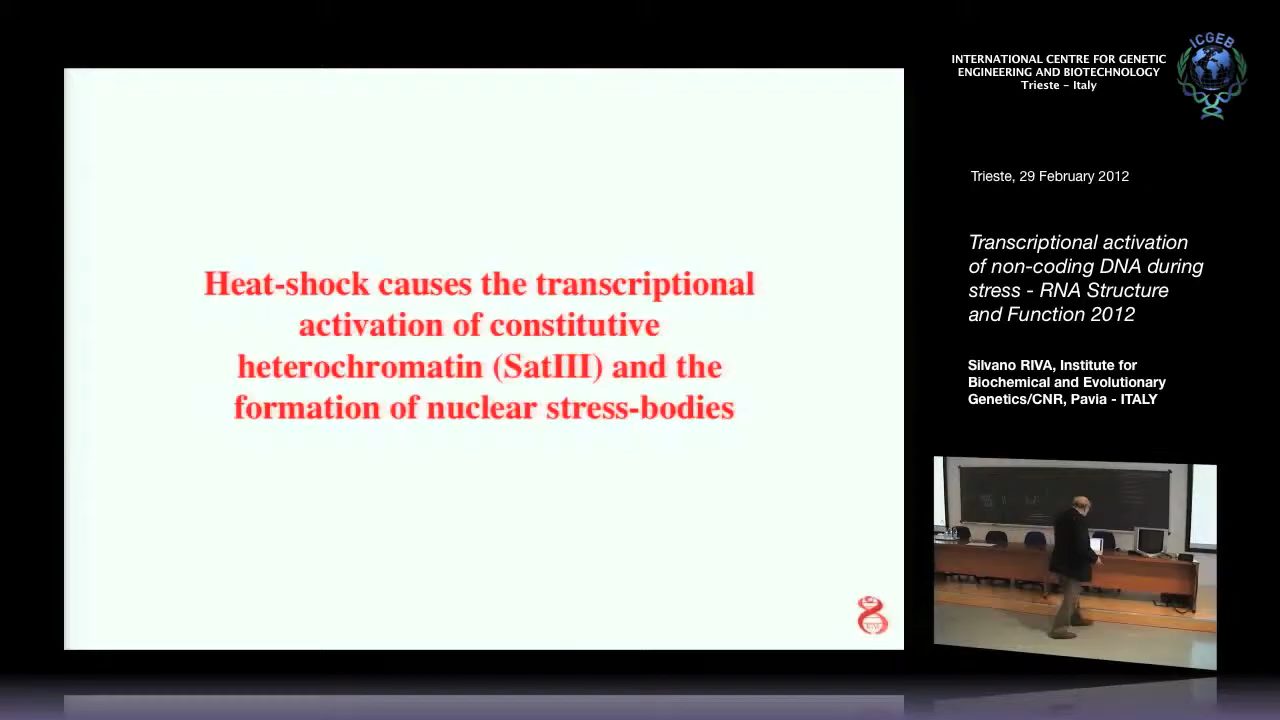 INTERNATIONAL CENTRE FOR GENETIC
ENGINEERING AND BIOTECHNOLOGY
Trieste - Italy
ICGEB
Trieste, 29 February 2012
Transcriptional activation
of non-coding DNA during
stress - RNA Structure
and Function 2012
Silvano RIVA, Institute for
Biochemical and Evolutionary
Genetics/CNR, Pavia - ITALY
Heat-shock causes the transcriptional
activation of constitutive
heterochromatin (SatIII) and the
formation of nuclear stress-bodies